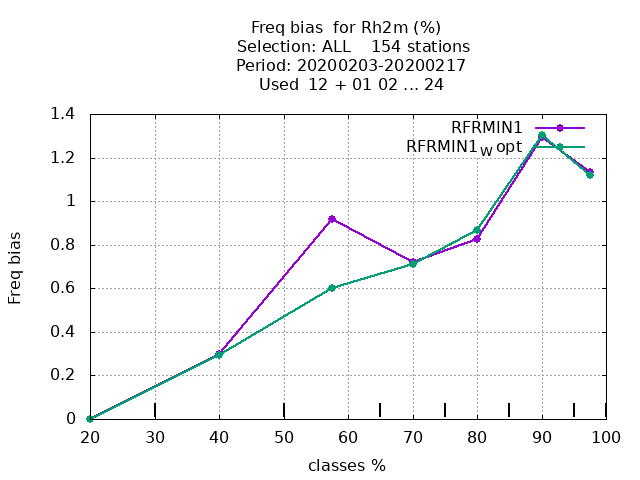 Freq bias  for Rh2m (%)
Selection: ALL    154 stations
Period: 20200203-20200217
Used  12 + 01 02 ... 24
RFRMIN1
RFRMIN1W opt
1.4
1.2
1
0.8
0.6
0.4
0.2
0
Freq bias
20 30 40 50 60 70 80 90 100
classes %